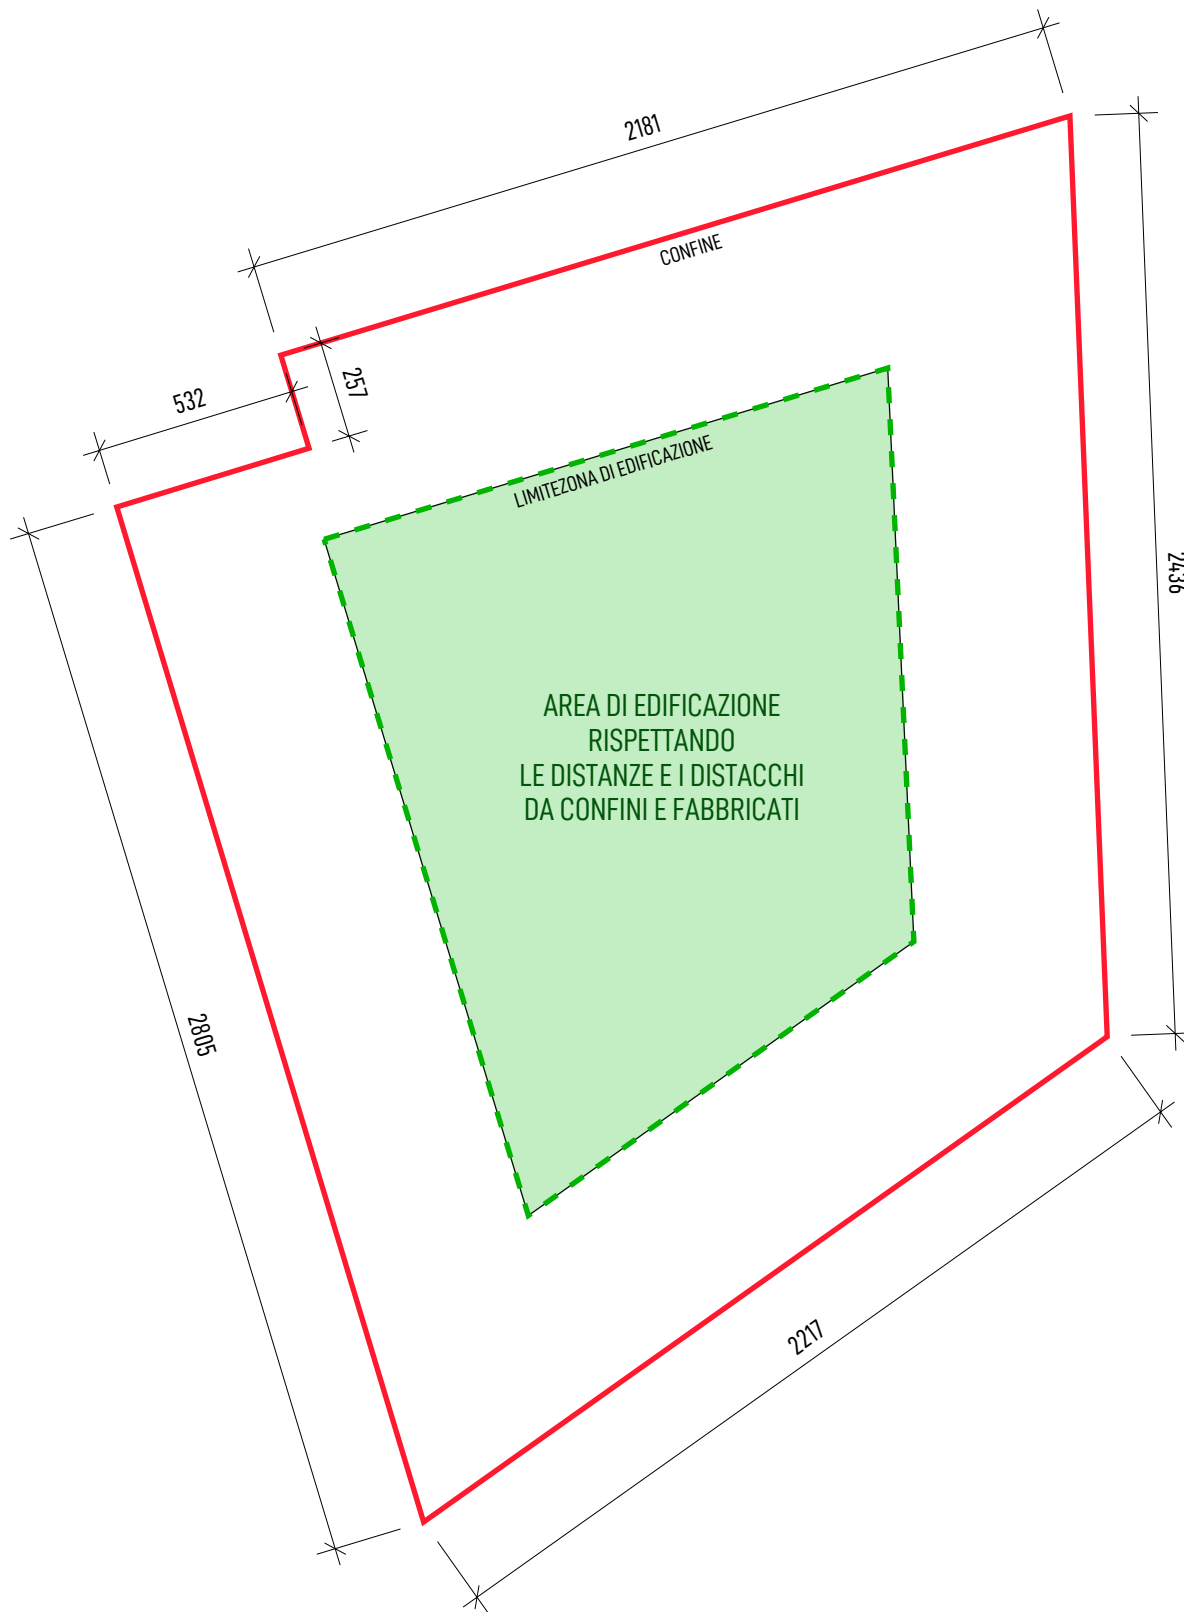 2181
CONFINE
257
532
LIMITEZONA DI EDIFICAZIONE
2436
AREA DI EDIFICAZIONE
RISPETTANDO
LE DISTANZE E I DISTACCHI
DA CONFINI E FABBRICATI
2805
2217